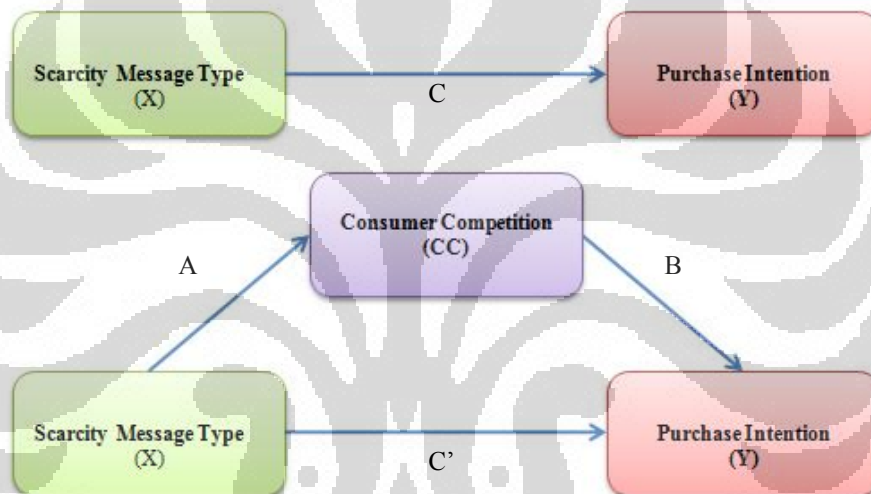 Scarcity Message Type
(X)
C
Purchase Intention
(Y)
Consumer Competition
(CC)
A
B
Scarcity Message Type
(X)
C’
Purchase Intention
(Y)